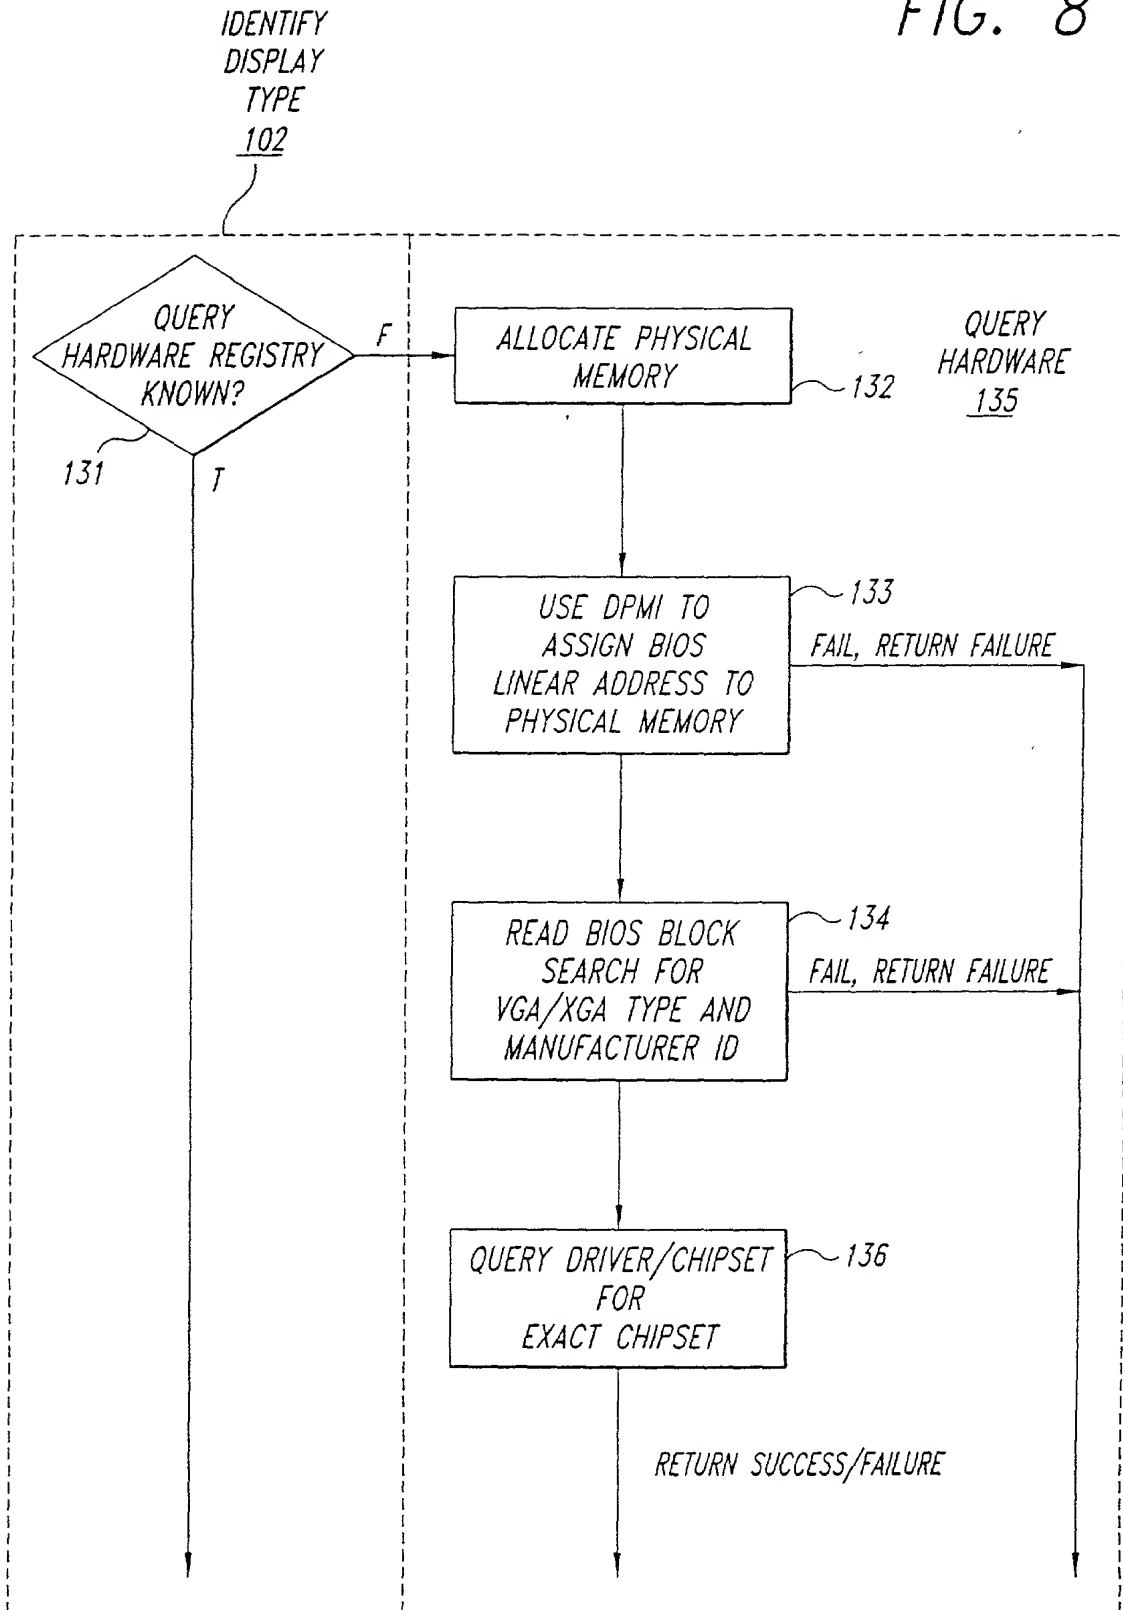 FIG. 8
IDENTIFY
DISPLAY
TYPE
102
QUERY
HARDWARE REGISTRY
KNOWN?
131
F
T
ALLOCATE PHYSICAL
MEMORY
132
QUERY
HARDWARE
135
USE DPMI TO
ASSIGN BIOS
LINEAR ADDRESS TO
PHYSICAL MEMORY
133
FAIL, RETURN FAILURE
READ BIOS BLOCK
SEARCH FOR
VGA/XGA TYPE AND
MANUFACTURER ID
134
FAIL, RETURN FAILURE
QUERY DRIVER/CHIPSET
FOR
EXACT CHIPSET
136
RETURN SUCCESS/FAILURE